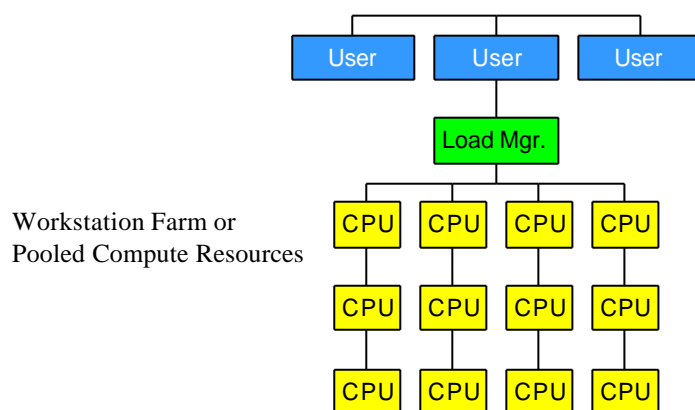 User User User
Load Mgr.
Workstation Farm or
Pooled Compute Resources
CPU CPU CPU CPU
CPU CPU CPU CPU
CPU CPU CPU CPU